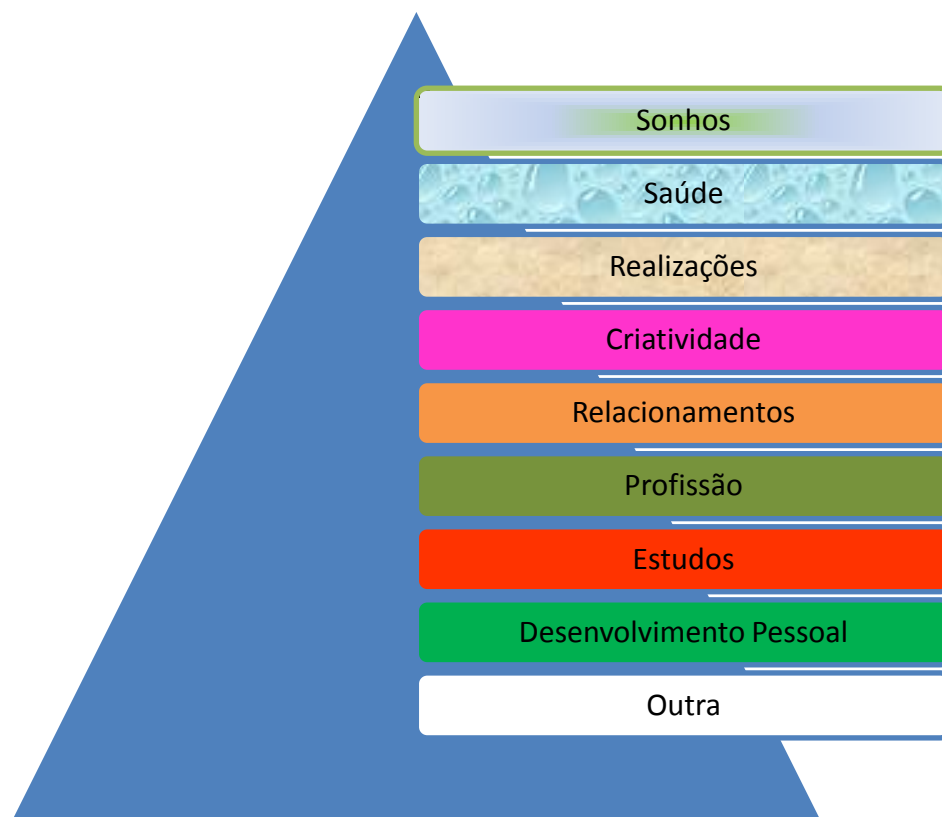 Sonhos
Saúde
Realizações
Criatividade
Relacionamentos
Profissão
Estudos
Desenvolvimento Pessoal
Outra